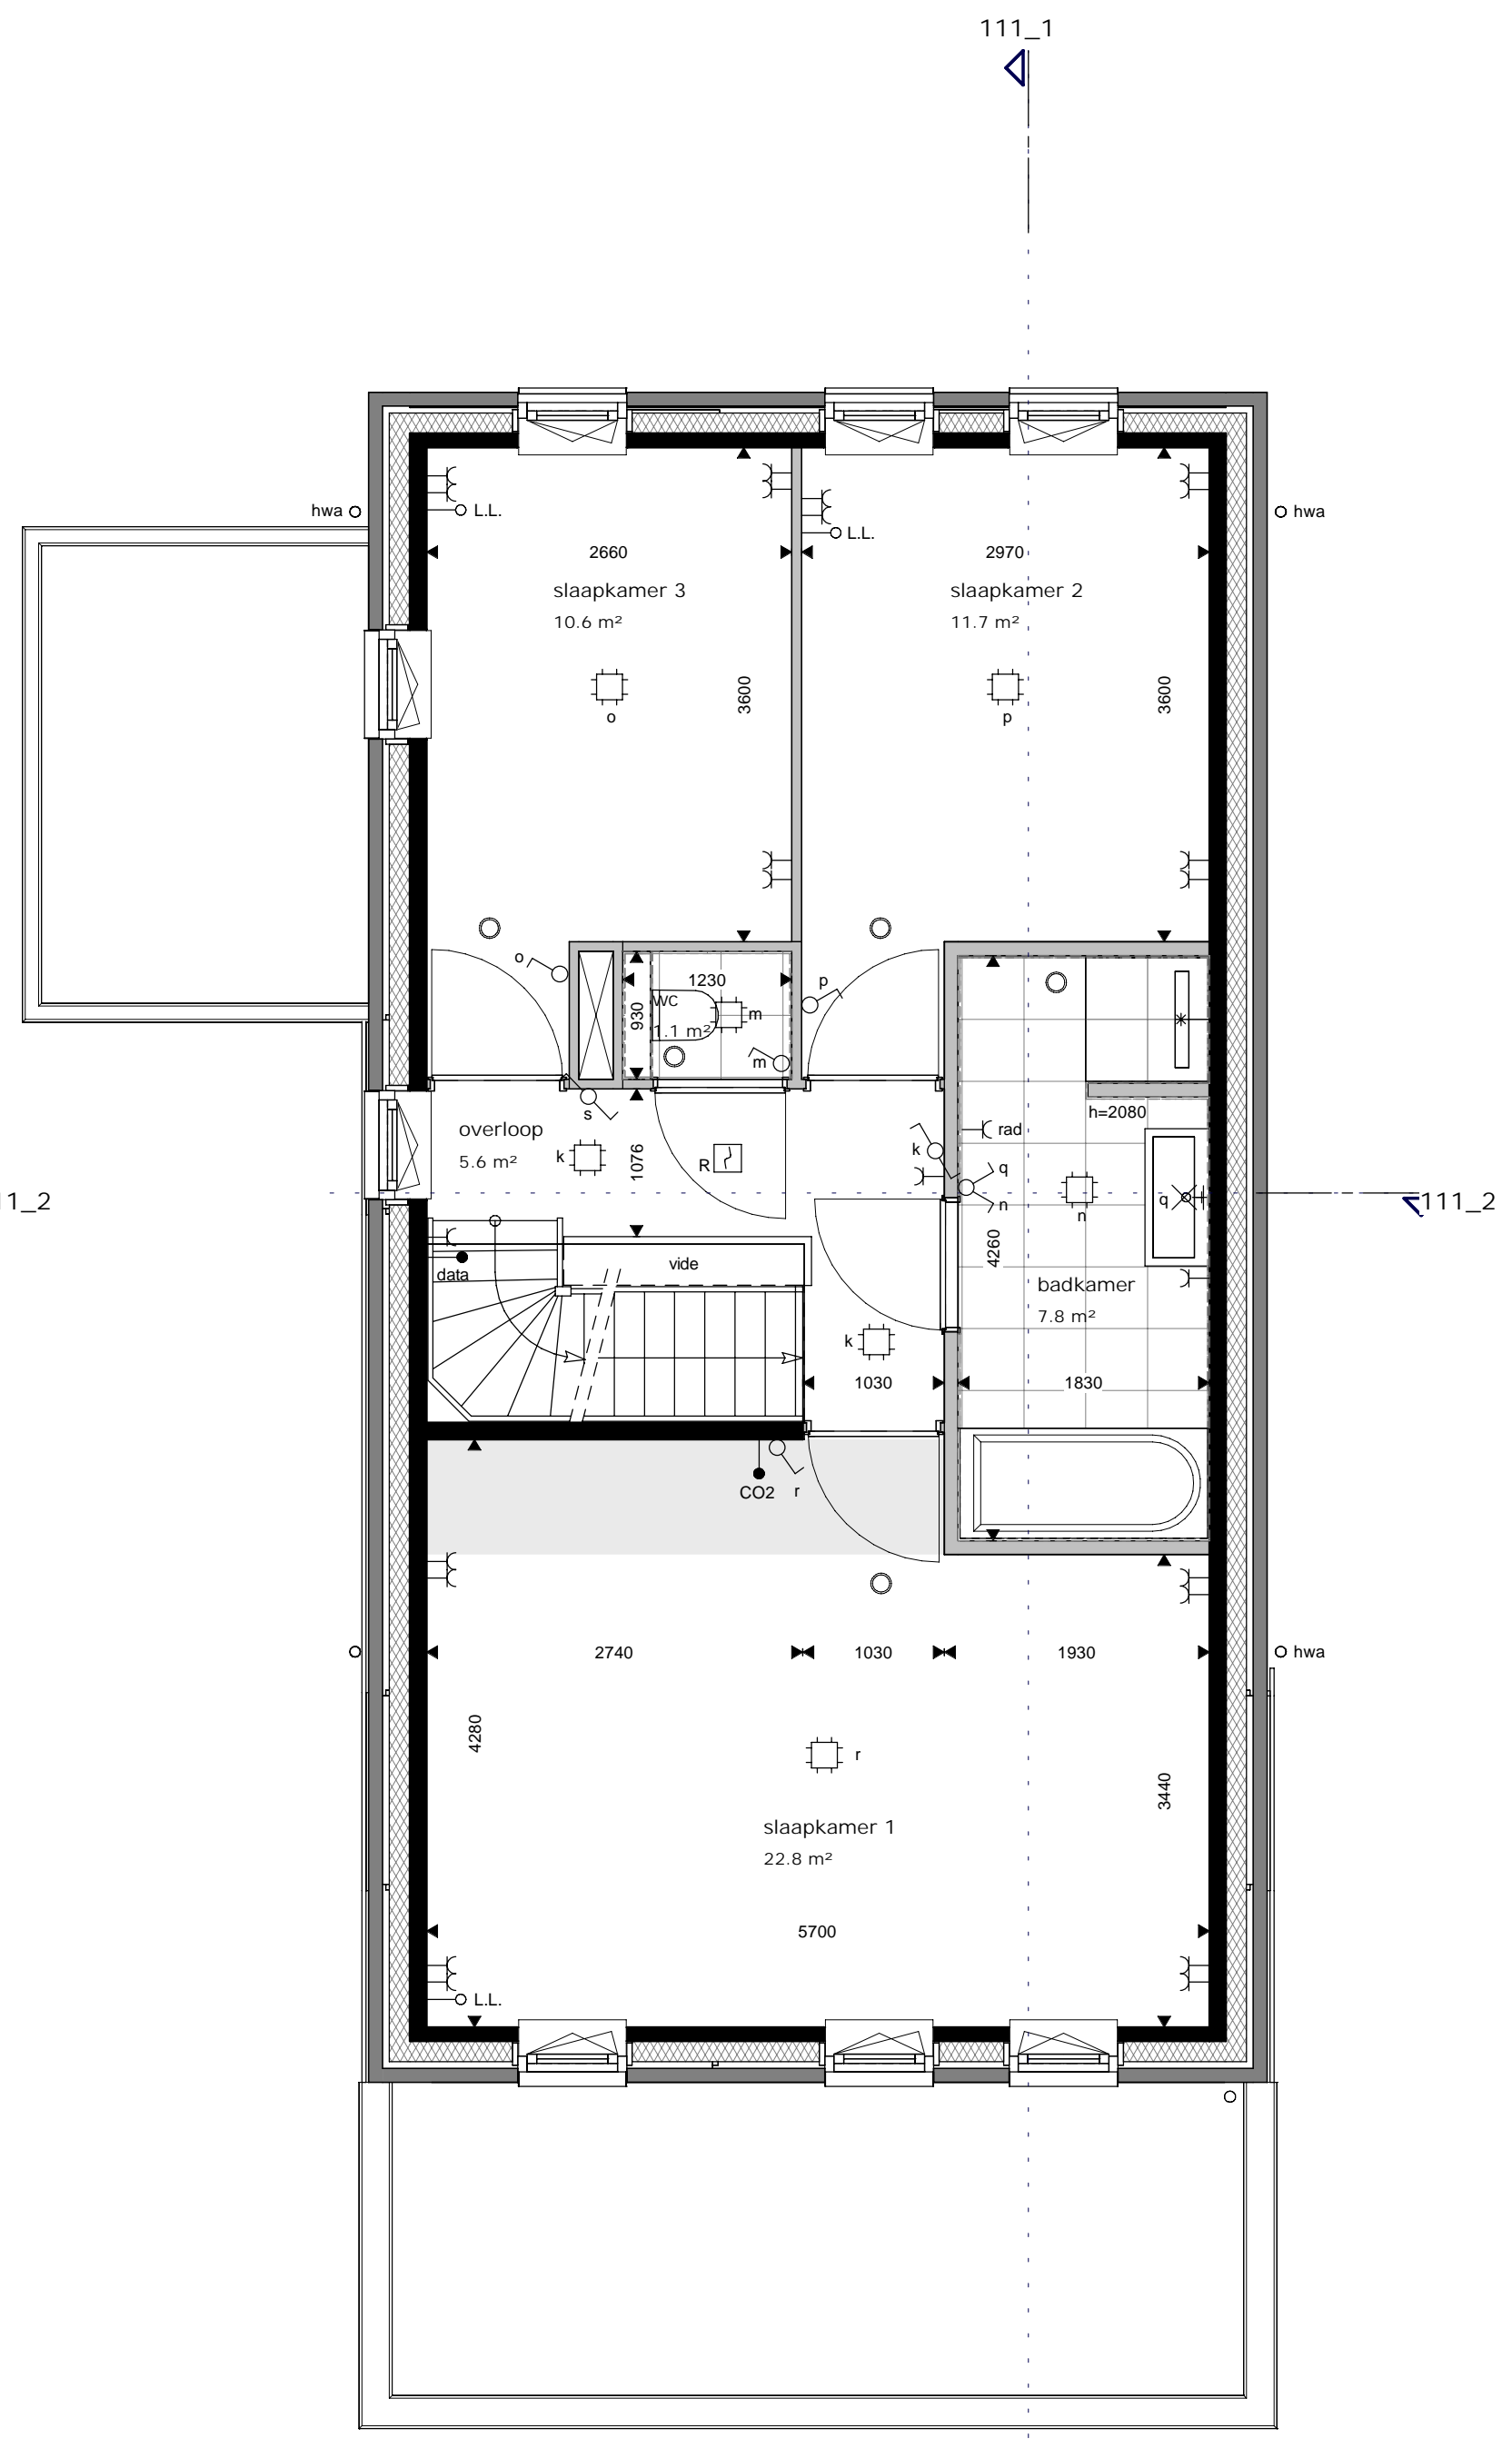 111_1
hwa
L.L.
L.L.
hwa
2660
2970
slaapkamer 3
10.6 m²
slaapkamer 2
11.7 m²
3600
3600
o
p
o
1230
p
WC
930
1.1 m²
m
m
s
h=2080
overloop
5.6 m²
k
1076
R
k
rad
q
n
n
q
11_2
111_2
data
vide
4260
badkamer
7.8 m²
k
1030
1830
CO2
r
2740
1030
1930
hwa
4280
r
3440
slaapkamer 1
22.8 m²
5700
L.L.